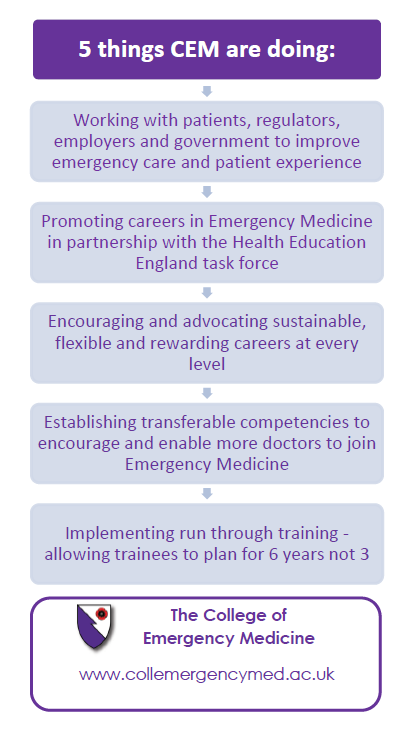 5 things CEM are doing:
Working with patients, regulators,
employers and government to improve
emergency care and patient experience
Promoting careers in Emergency Medicine
in partnership with the Health Education
England task force
Encouraging and advocating sustainable,
flexible and rewarding careers at every
level
Establishing transferable competencies to
encourage and enable more doctors to join
Emergency Medicine
Implementing run through training -
allowing trainees to plan for 6 years not 3
The College of
Emergency Medicine
www.collemergencymed.ac.uk